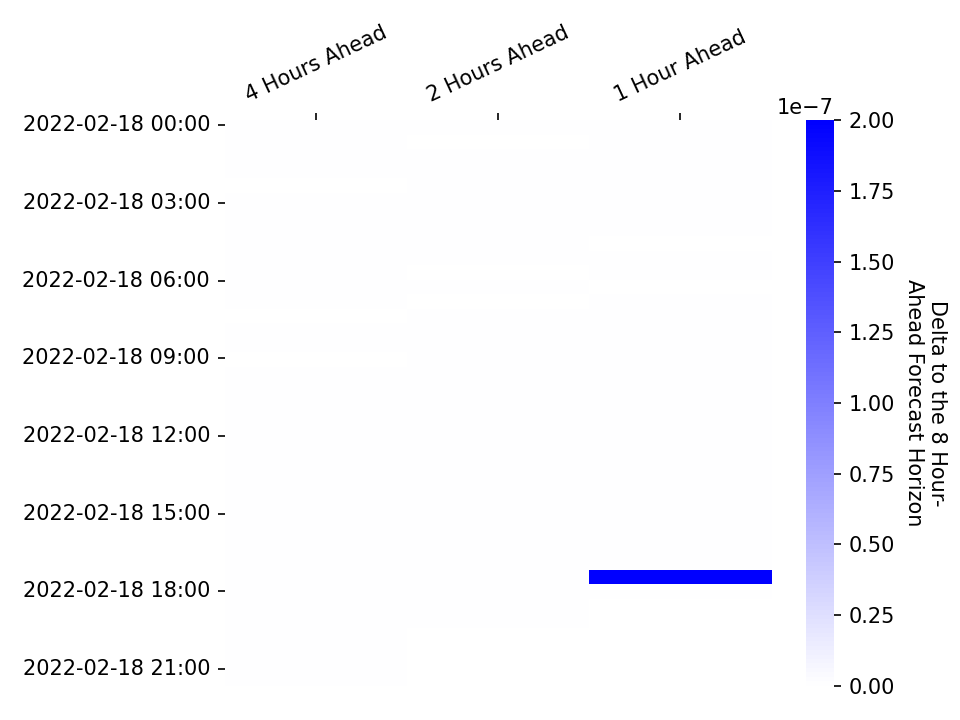 4 Hours Ahead
2 Hours Ahead
1 Hour Ahead
2022-02-18 00:00
2022-02-18 03:00
2022-02-18 06:00
2022-02-18 09:00
2022-02-18 12:00
2022-02-18 15:00
2022-02-18 18:00
2022-02-18 21:00
1e−7
2.00
1.75
1.50
1.25
1.00
0.75
0.50
0.25
0.00
Delta to the 8 Hour-
Ahead Forecast Horizon